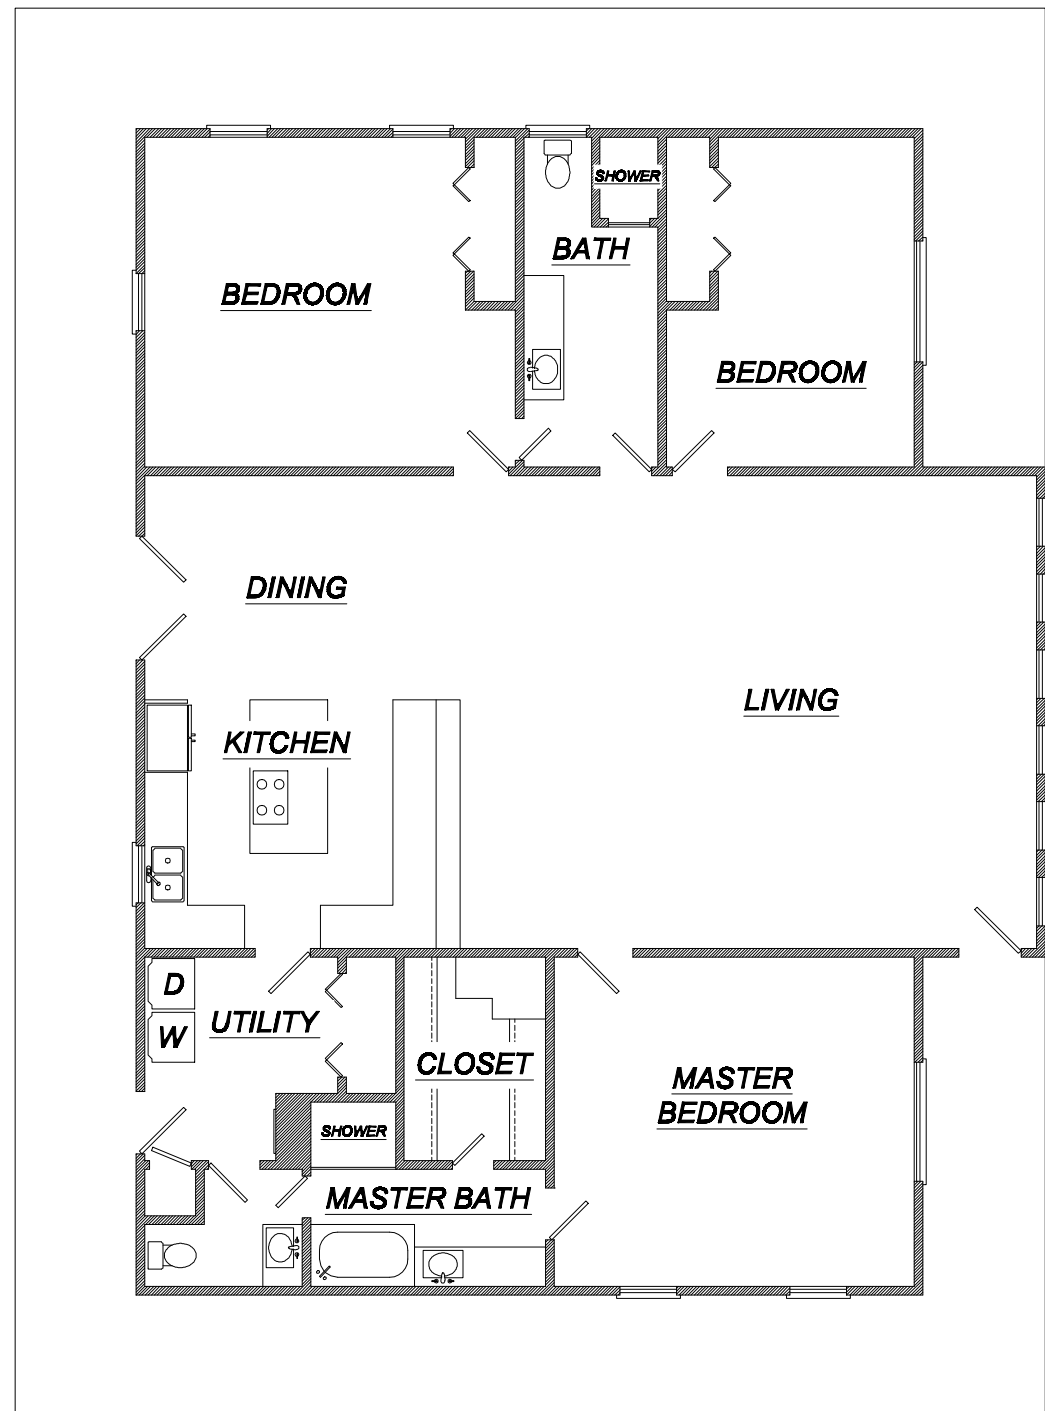 SHOWER
BATH
BEDROOM
BEDROOM
DINING
LIVING
KITCHEN
D
UTILITY
W
CLOSET
MASTER
BEDROOM
SHOWER
MASTER BATH